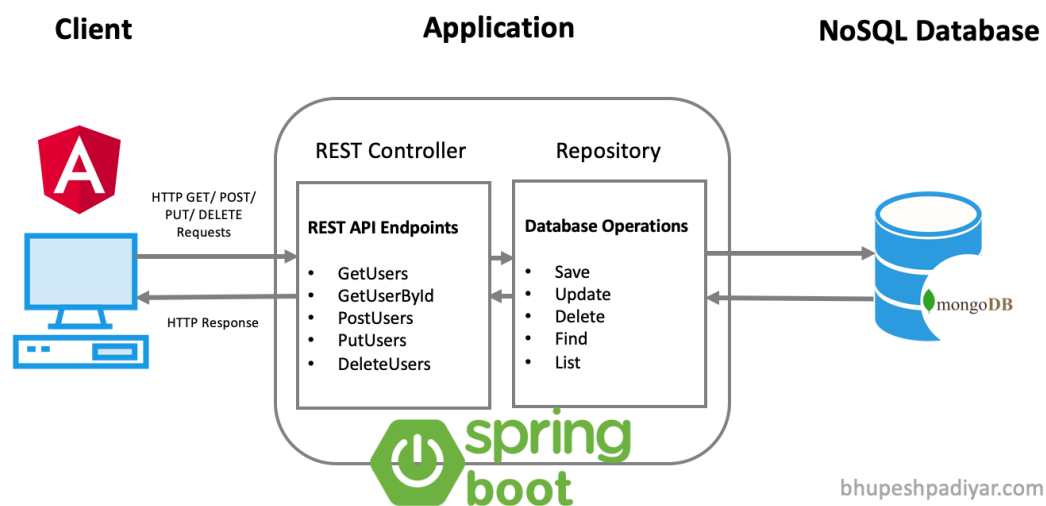 Client
Application
NoSQL Database
REST Controller
Repository
HTTP GET/ POST/
PUT/ DELETE
Requests
HTTP Response
REST API Endpoints
• GetUsers
• GetUserById
• PostUsers
• PutUsers
• DeleteUsers
Database Operations
• Save
• Update
• Delete
• Find
• List
mongoDB
spring
boot
bhupeshpadiyar.com